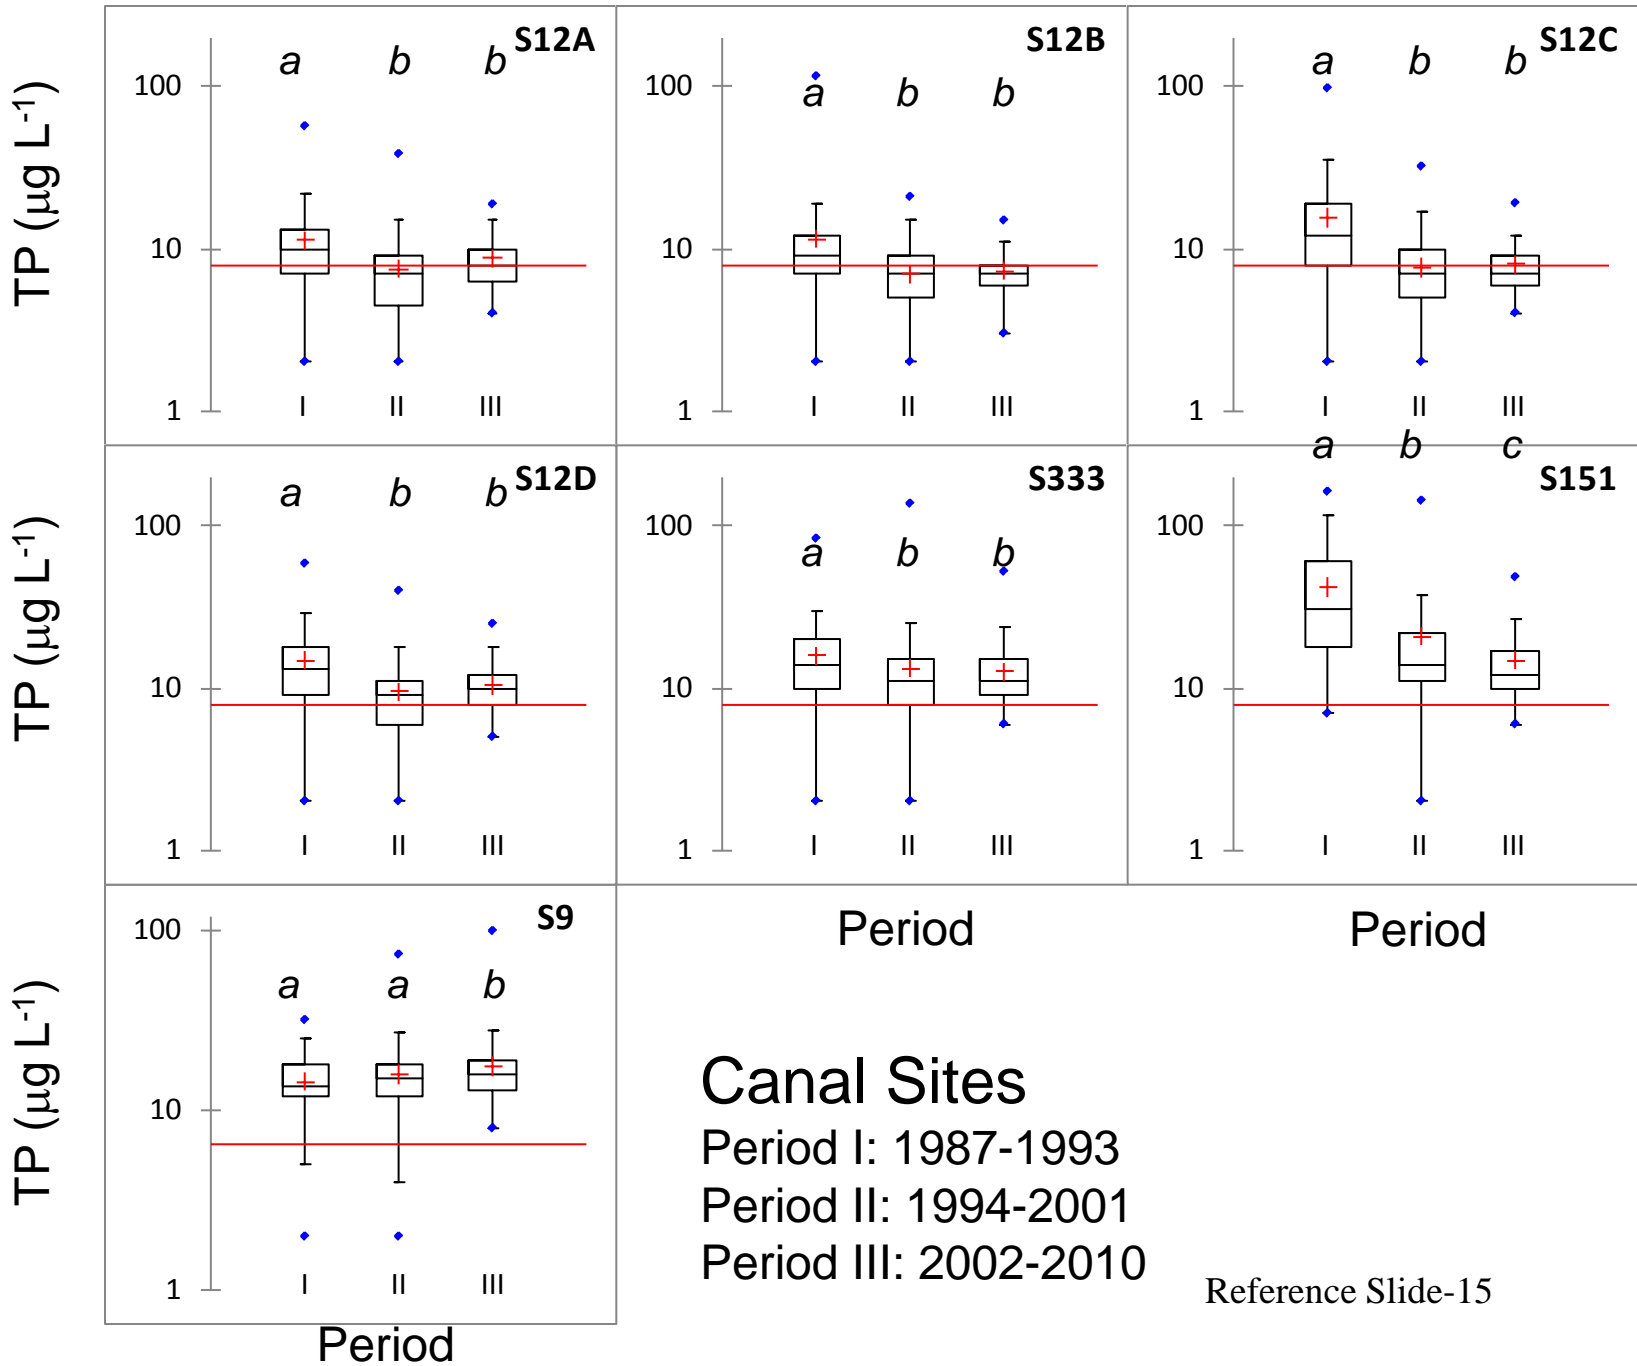 TP (µg L-1)
S12A
a b b
100
10
1
I II III
S12B
a b b
100
10
1
I II III
S12C
a b b
100
10
1
I II III
TP (µg L-1)
S12D
a b b
100
10
1
I II III
S333
a b b
100
10
1
I II III
S151
a b c
100
10
1
I II III
TP (µg L-1)
S9
a a b
100
10
1
I II III
Period
Period
Period
Canal Sites
Period I: 1987-1993
Period II: 1994-2001
Period III: 2002-2010
Reference Slide-15